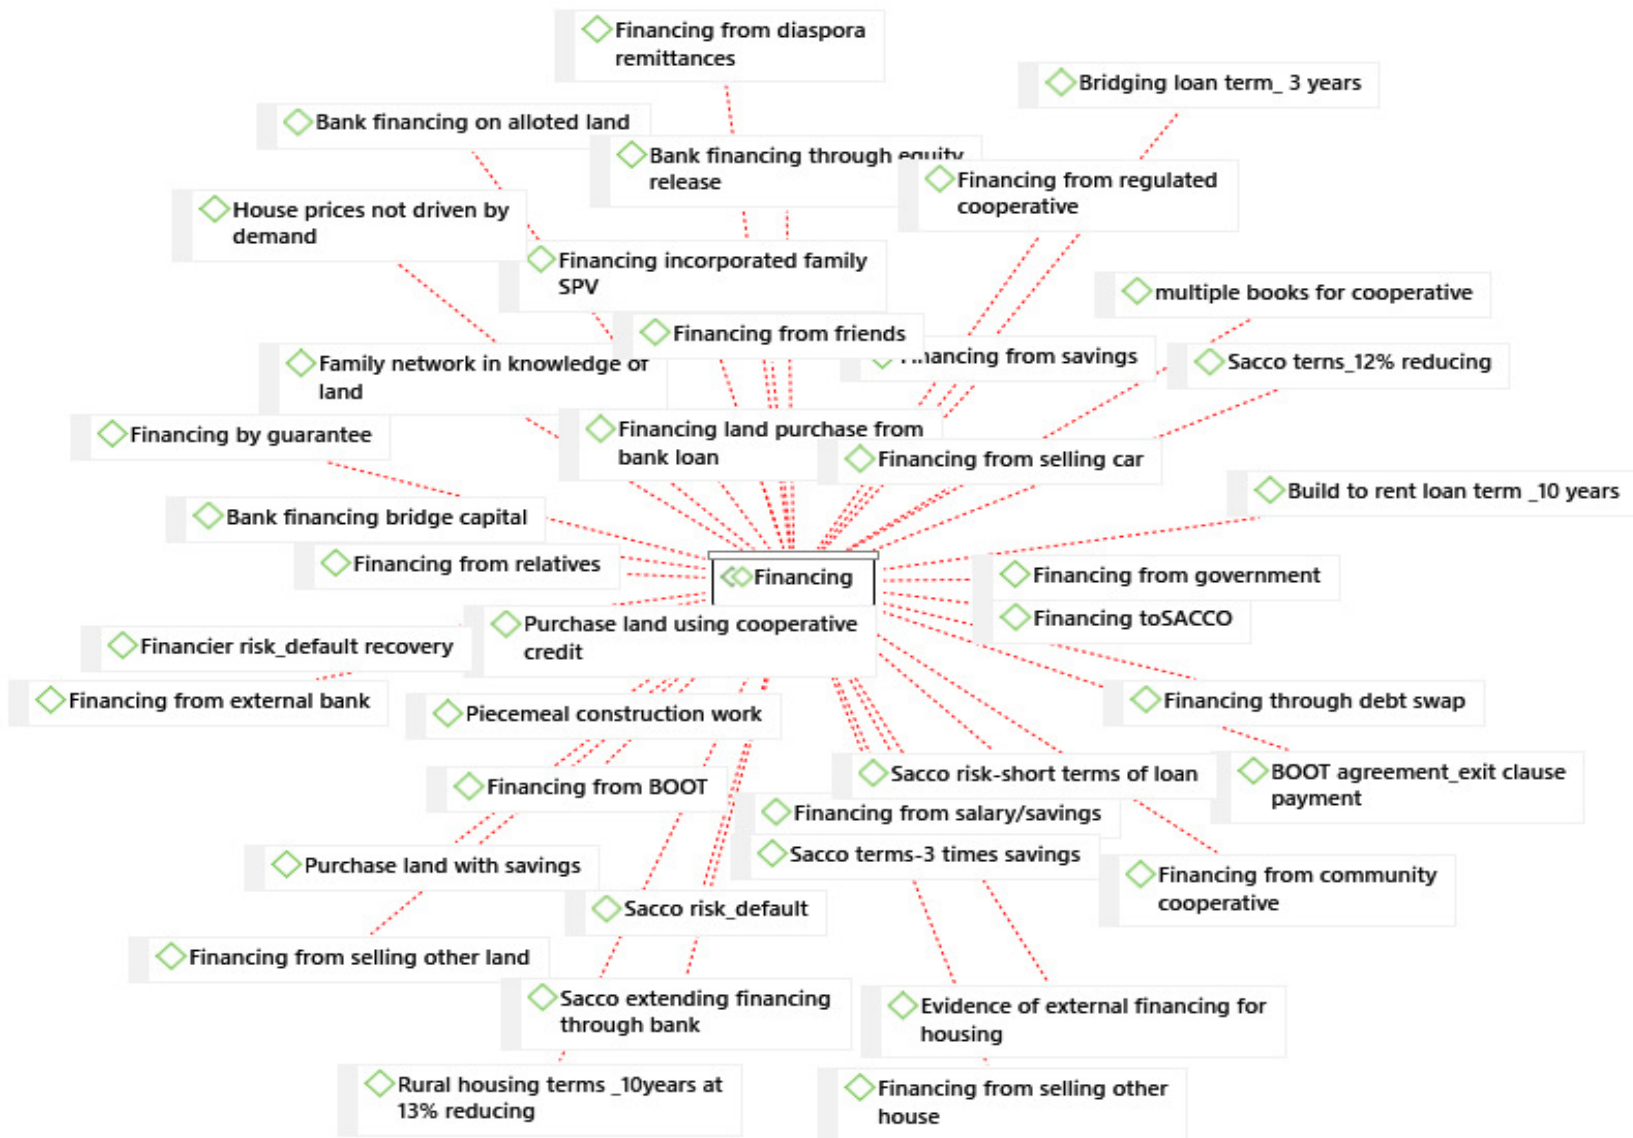 Financing from diaspora
remittances
Bridging loan term_ 3 years
Bank financing on alloted land
Bank financing through equity
release
Financing from regulated
cooperative
House prices not driven by
demand
Financing incorporated family
SPV
multiple books for cooperative
Financing from friends
Financing from savings
Sacco terns_12% reducing
Family network in knowledge of
land
Financing by guarantee
Financing land purchase from
bank loan
Financing from selling car
Build to rent loan term _10 years
Bank financing bridge capital
Financing from relatives
Financing
Financing from government
Financing toSACCO
Purchase land using cooperative
credit
Financier risk_default recovery
Financing from external bank
Piecemeal construction work
Financing through debt swap
Financing from BOOT
Sacco risk-short terms of loan
BOOT agreement_exit clause
payment
Financing from salary/savings
Sacco terms-3 times savings
Purchase land with savings
Financing from community
cooperative
Sacco risk_default
Financing from selling other land
Sacco extending financing
through bank
Evidence of external financing for
housing
Rural housing terms _10years at
13% reducing
Financing from selling other
house